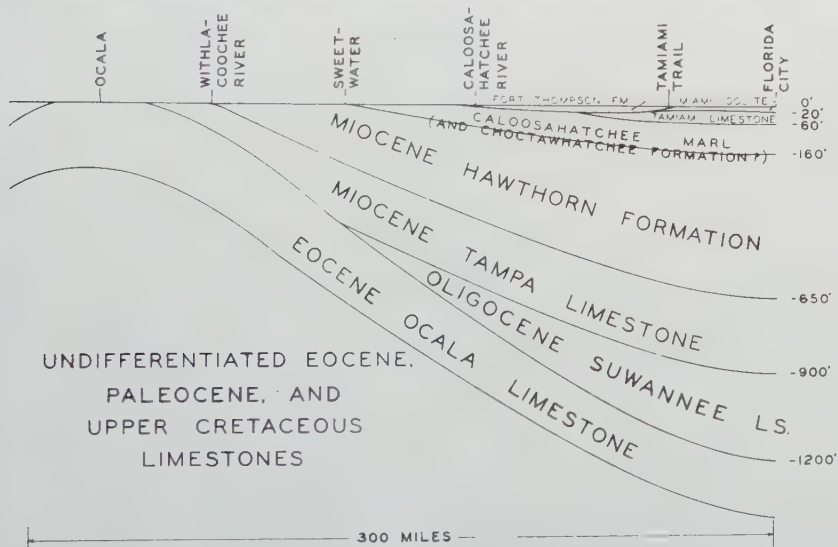 OCALA
WITHLA-
COOCHEE
RIVER
SWEET-
WATER
CALOOSA-
HATCHEE
RIVER
TAMIAMI
TRAIL
FLORIDA
CITY
FORT THOMPSON FM.
MIAMI
0'
-20'
TAMIAMI LIMESTONE
-60'
CALOOSAHATCHEE MARL
(AND CHOCTAWHATCHEE FORMATION ?)
-160'
MIOCENE HAWTHORN FORMATION
-650'
MIOCENE TAMPA LIMESTONE
-900'
OLIGOCENE SUWANNEE LS.
-1200'
EOCENE OCALA LIMESTONE
UNDIFFERENTIATED EOCENE,
PALEOCENE, AND
UPPER CRETACEOUS
LIMESTONES
300 MILES